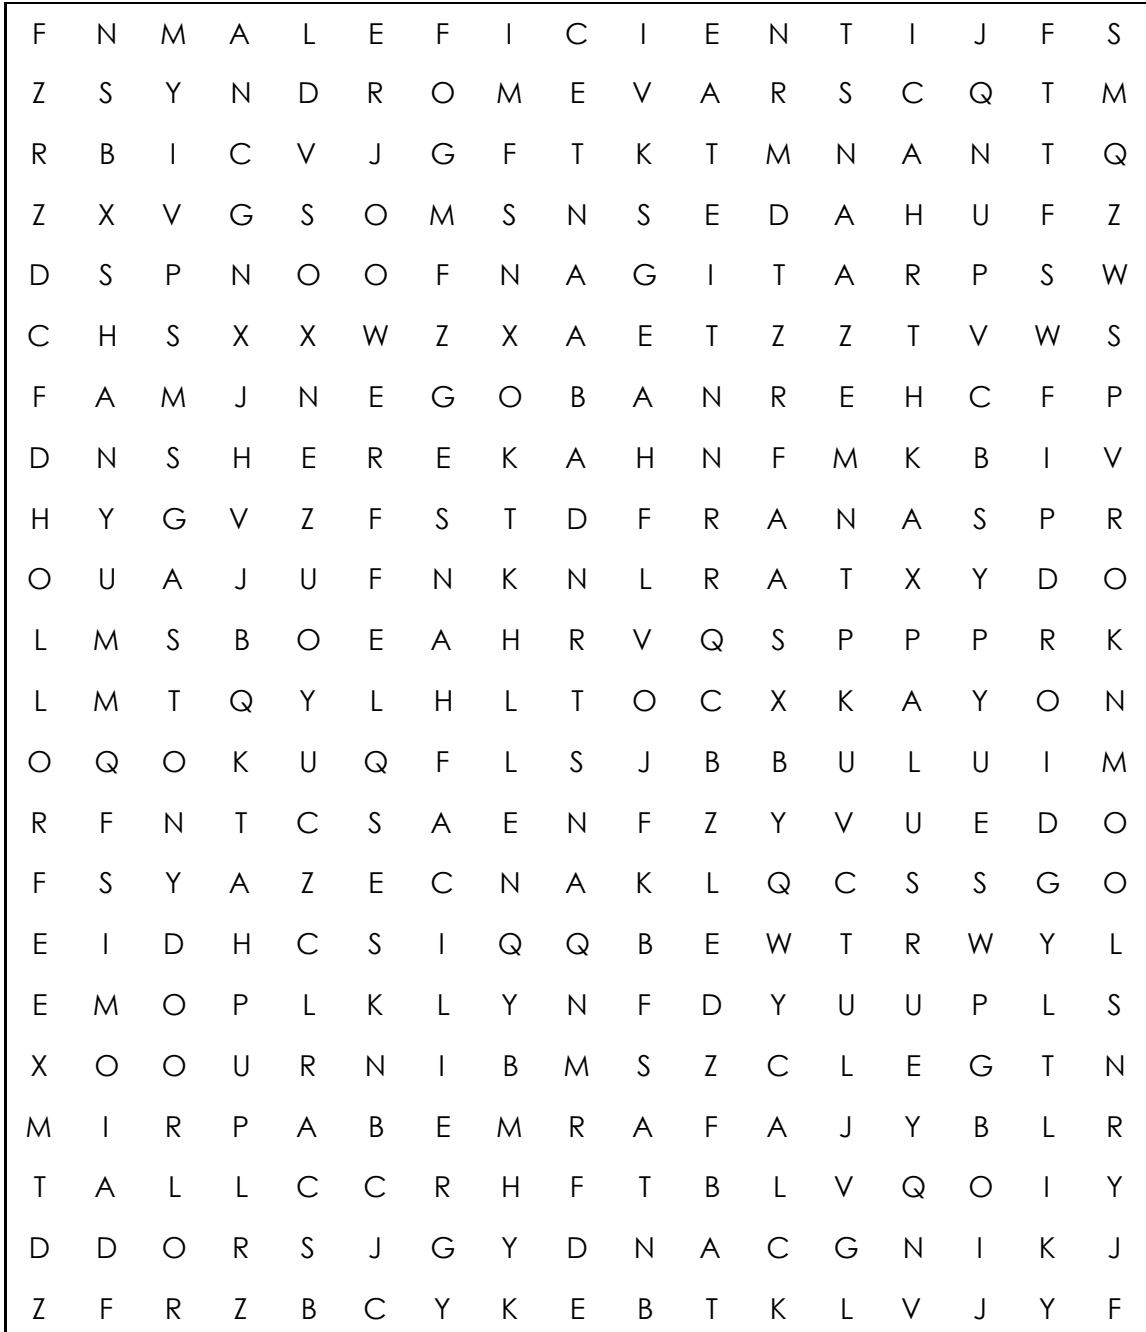 F N M A L E F I C I E N T I J F S
Z S Y N D R O M E V A R S C Q T M
R B I C V J G F T K T M N A N T Q
Z X V G S O M S N S E D A H U F Z
D S P N O O F N A G I T A R P S W
C H S X X W Z X A E T Z Z T V W S
F A M J N E G O B A N R E H C F P
D N S H E R E K A H N F M K B I V
H Y G V Z F S T D F R A N A S P R
O U A J U F N K N L R A T X Y D O
L M S B O E A H R V Q S P P P R K
L M T Q Y L H L T O C X K A Y O N
O Q O K U Q F L S J B B U L U I M
R F N T C S A E N F Z Y V U E D O
F S Y A Z E C N A K L Q C S S G O
E I D H C S I Q Q B E W T R W Y L
E M O P L K L Y N F D Y U U P L S
X O O U R N I B M S Z C L E G T N
M I R P A B E M R A F A J Y B L R
T A L L C C R H F T B L V Q O I Y
D D O R S J G Y D N A C G N I K J
Z F R Z B C Y K E B T K L V J Y F